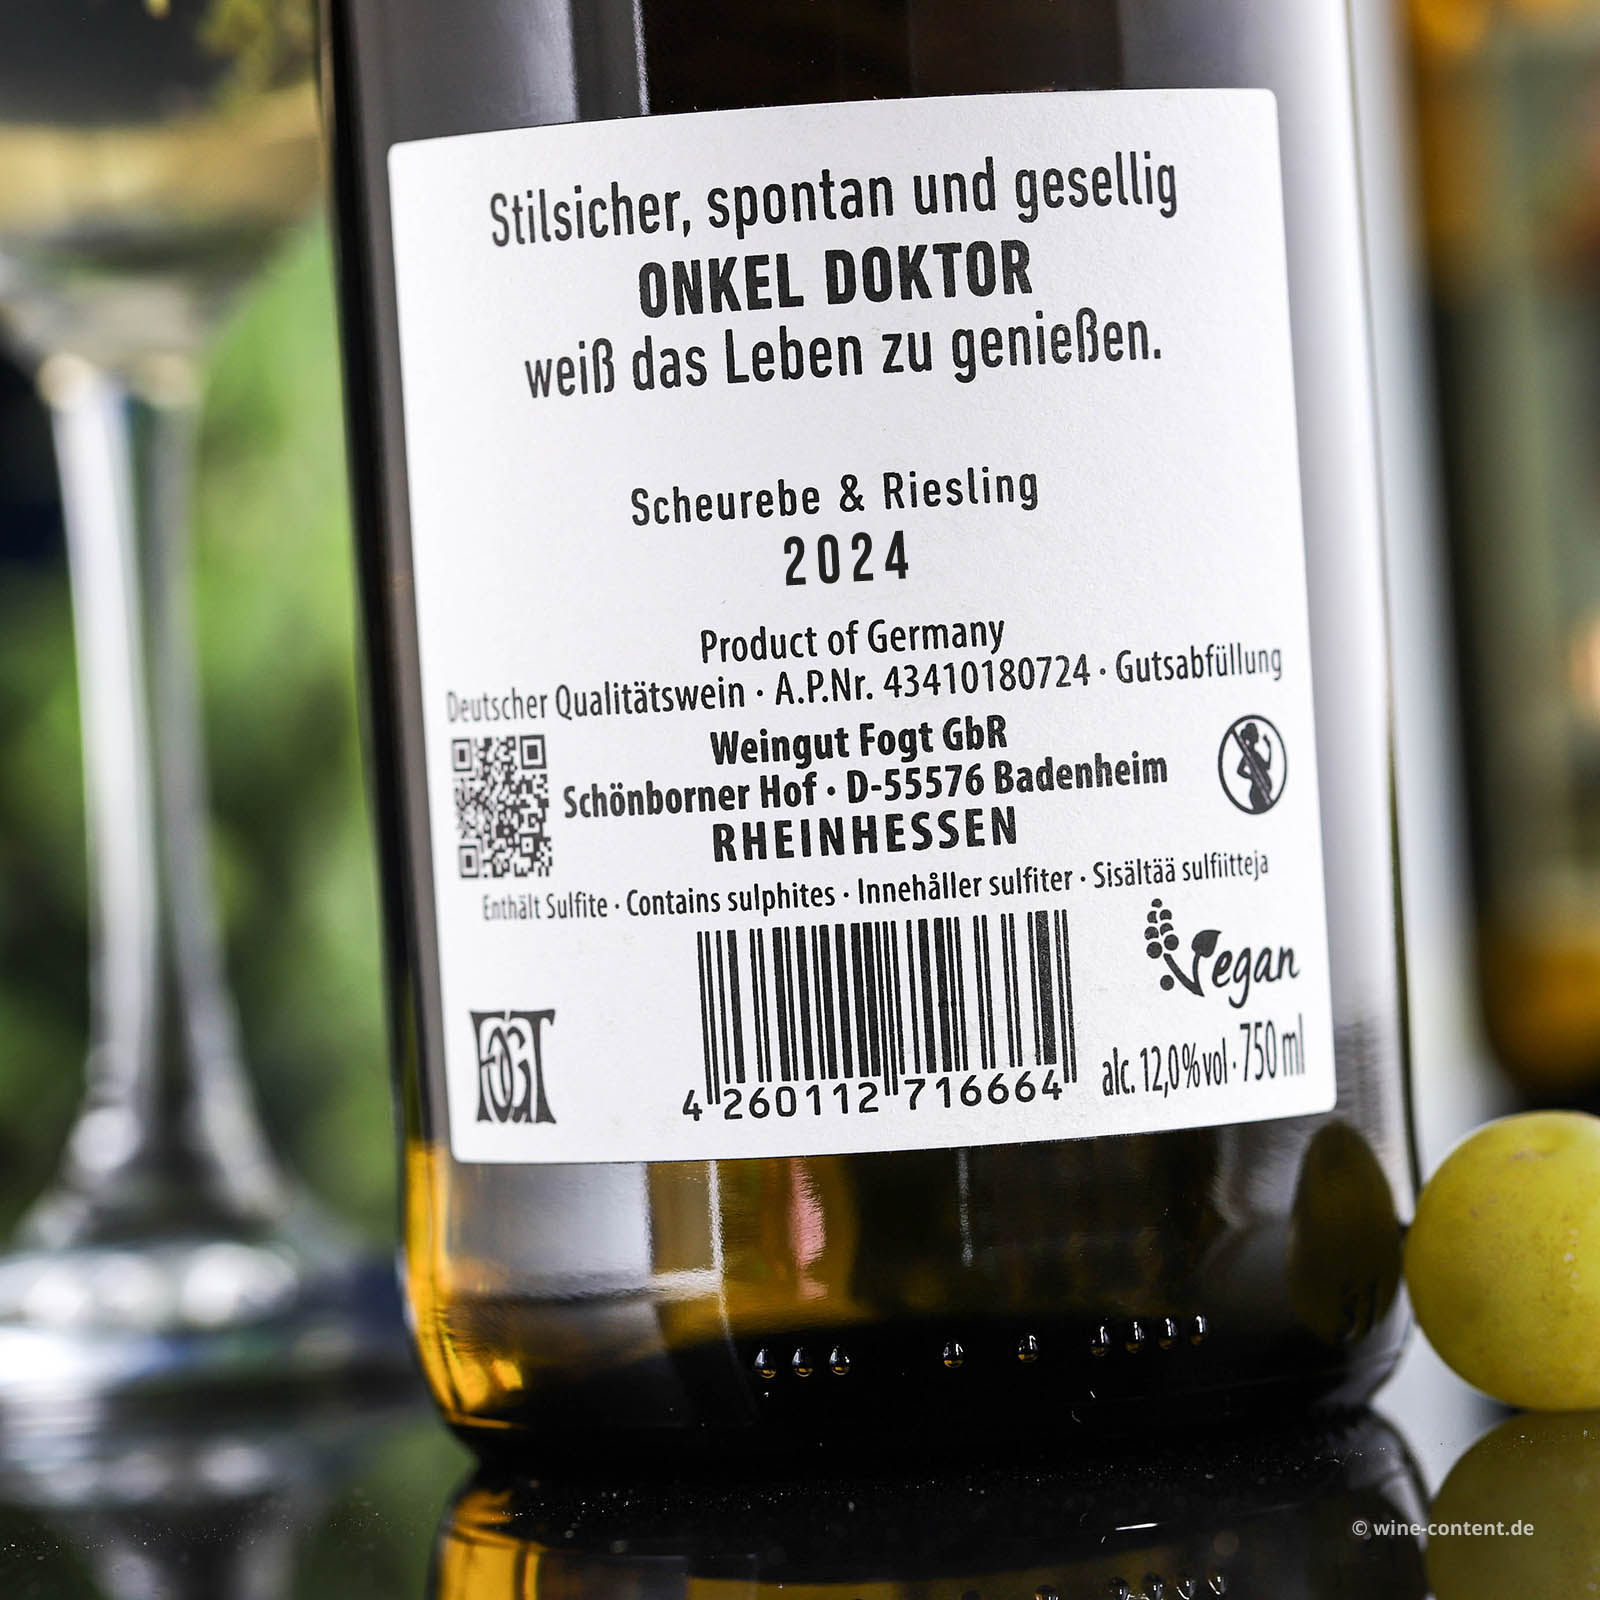 Stilsicher, spontan und gesellig
ONKEL DOKTOR
weiß das Leben zu genießen.
Scheurebe & Riesling
2024
Product of Germany
Deutscher Qualitätswein · A.P.Nr. 43410180724 · Gutsabfüllung
Weingut Fogt GbR
Schönborner Hof · D-55576 Badenheim
RHEINHESSEN
Enthält Sulfite · Contains sulphites · Innehåller sulfiter · Sisältää sulfiitteja
Vegan
FOGT
alc. 12,0%vol · 750 ml
4 260112 716664
© wine-content.de